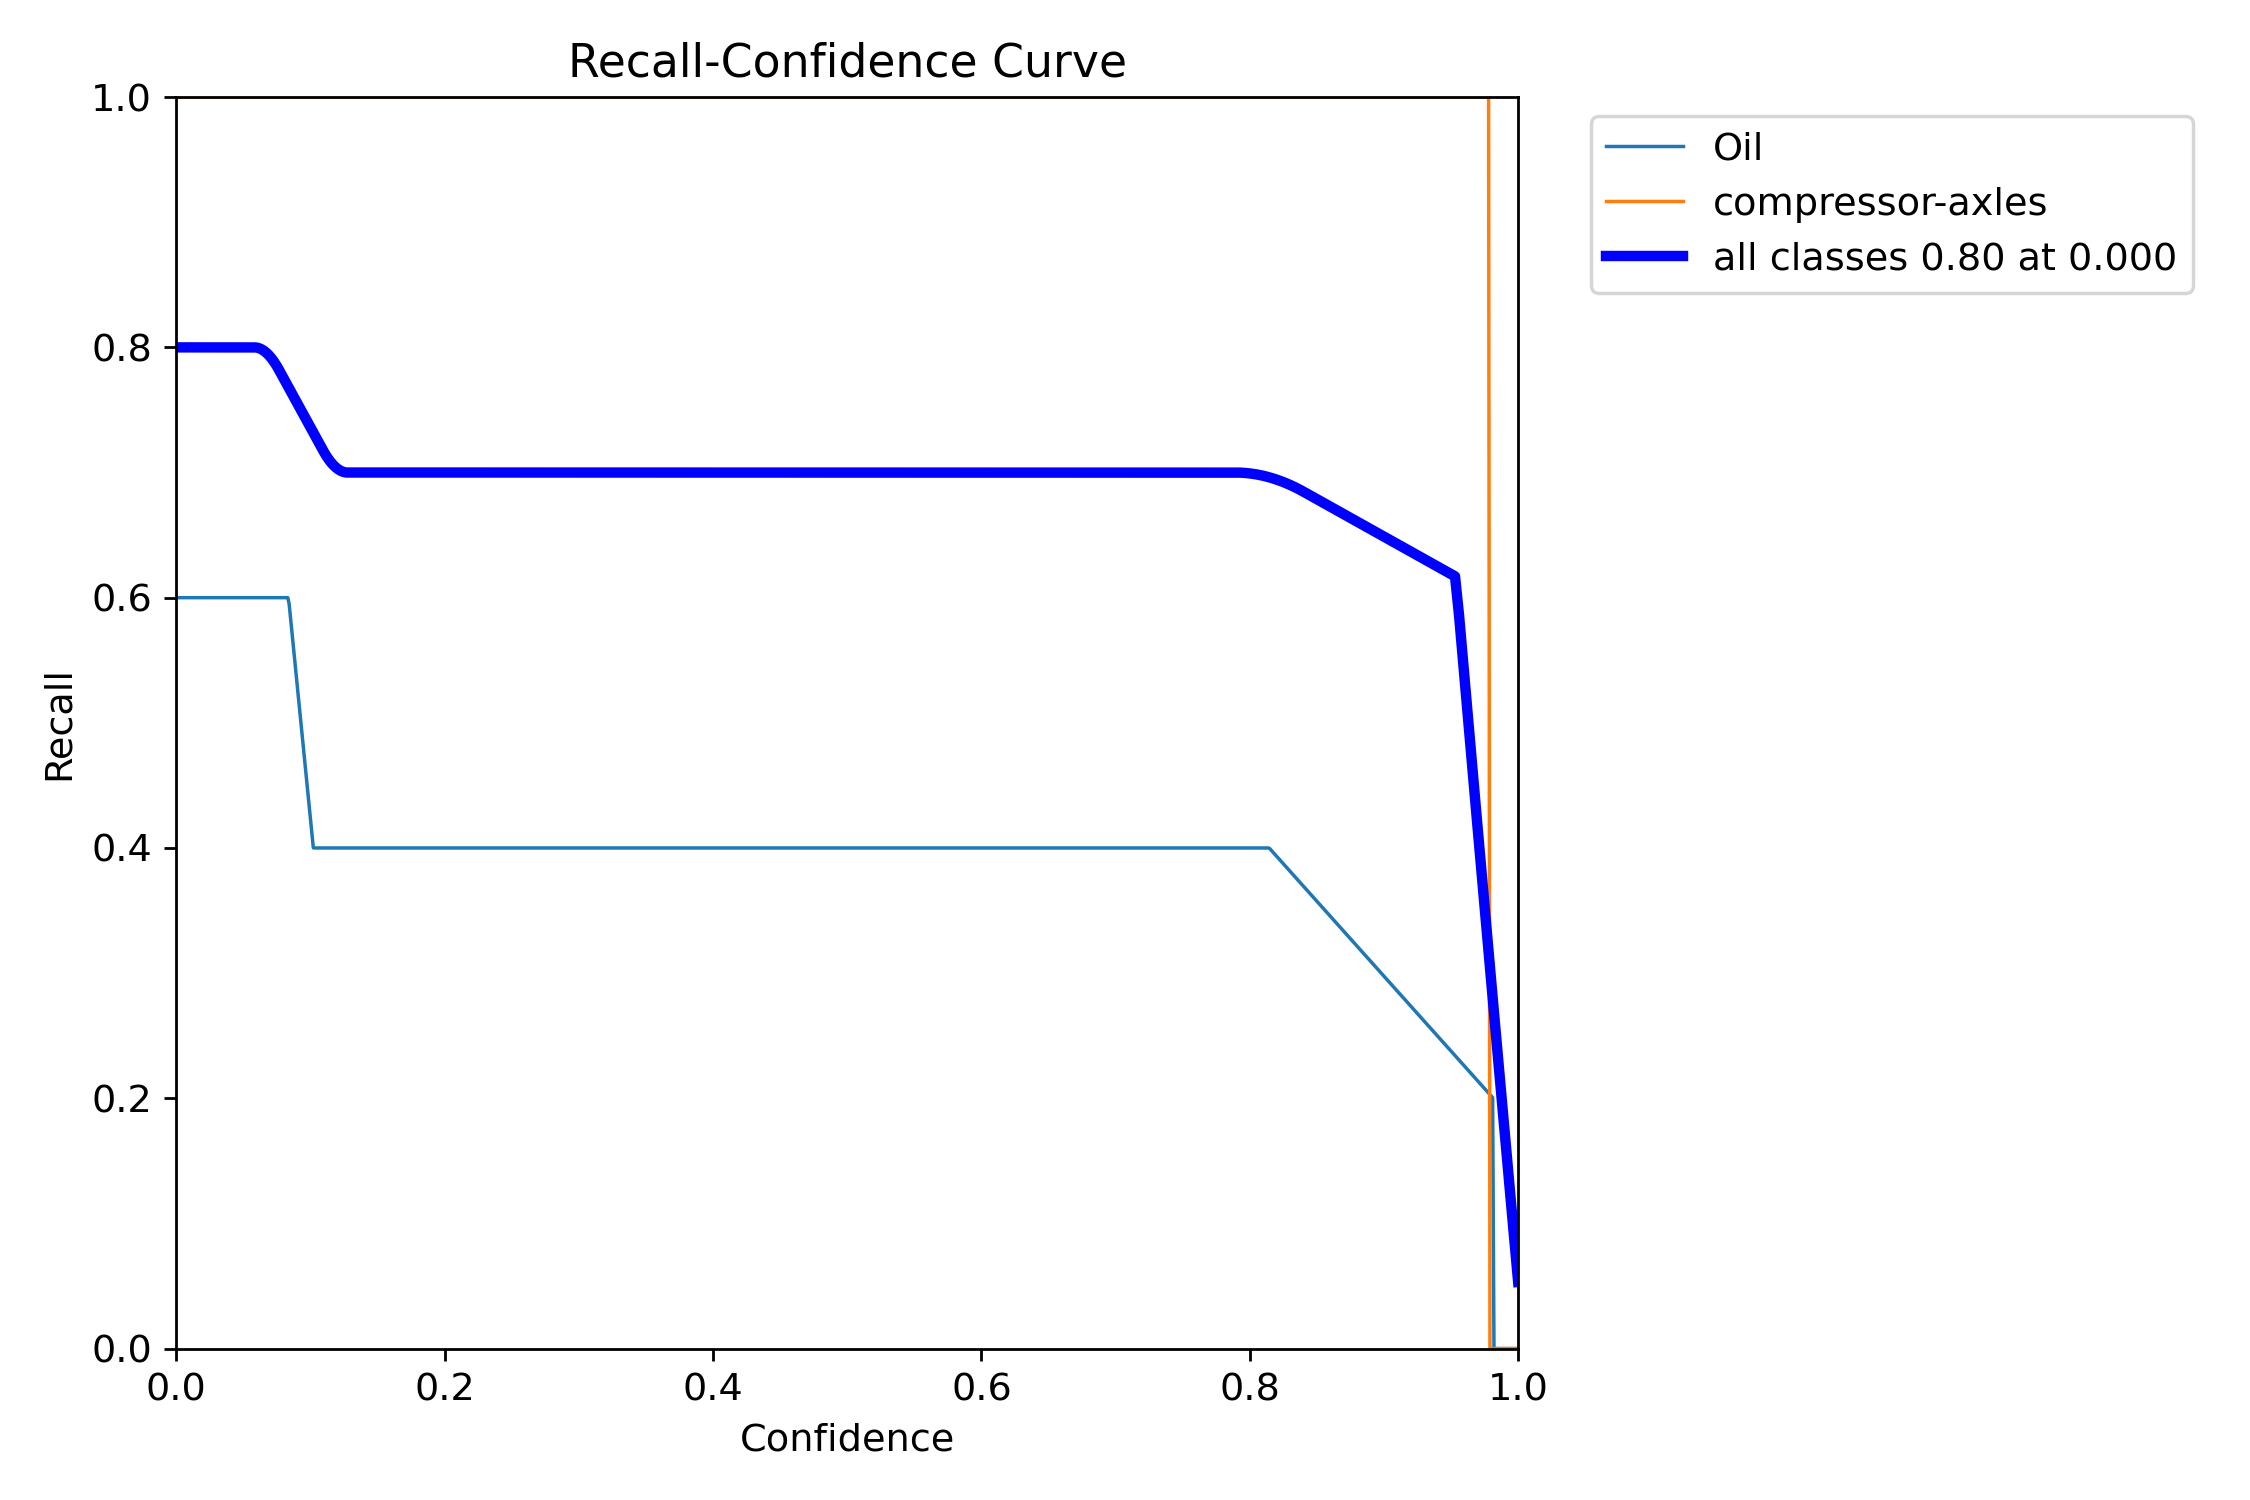 Recall-Confidence Curve
1.0
0.8
0.6
0.4
0.2
0.0
Recall
0.0 0.2 0.4 0.6 0.8 1.0
Confidence
Oil
compressor-axles
all classes 0.80 at 0.000